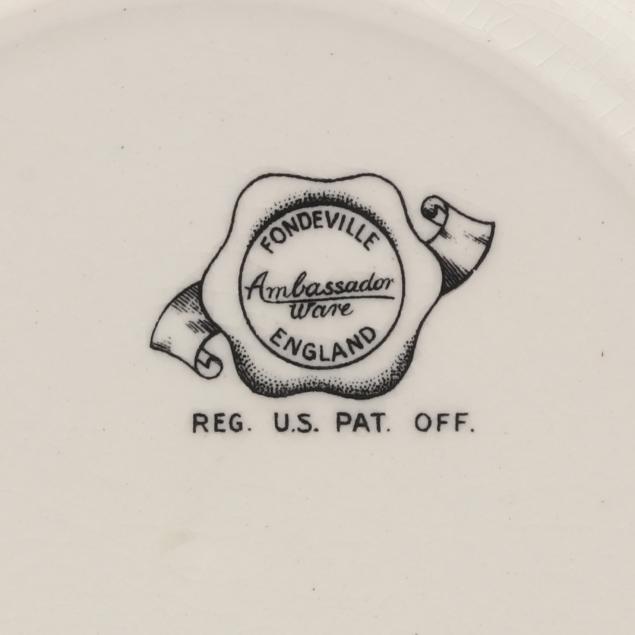 FONDEVILLE
Ambassador
Ware
ENGLAND
REG. U.S. PAT. OFF.